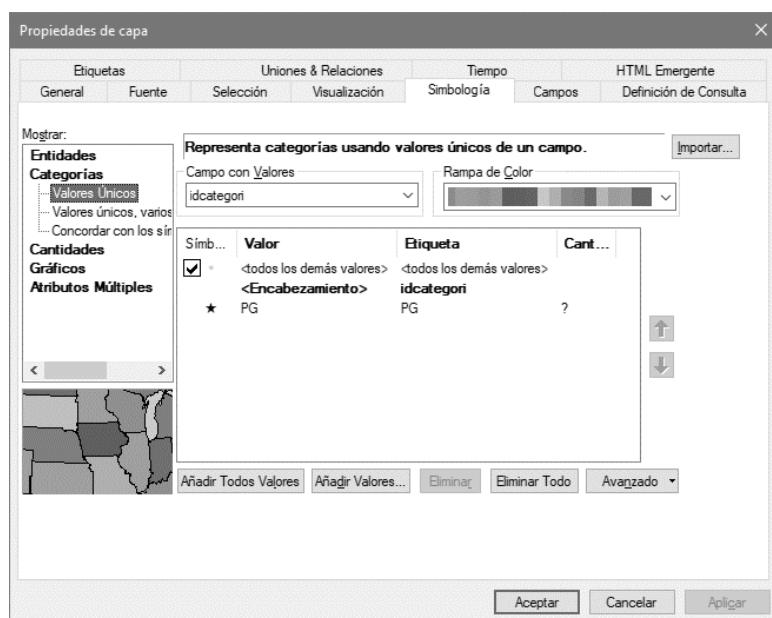 Propiedades de capa
Etiquetas Uniones & Relaciones Tiempo HTML Emergente
General Fuente Selección Visualización Simbología Campos Definición de Consulta
Mostrar:
Entidades
Categorías
Valores Únicos
Valores únicos, varios
Concordar con los sír
Cantidades
Gráficos
Atributos Múltiples
Representa categorías usando valores únicos de un campo.
Importar...
Campo con Valores
idcategori
Rampa de Color
Símb... Valor Etiqueta Cant...
<todos los demás valores> <todos los demás valores>
<Encabezamiento> idcategori
PG PG ?
Añadir Todos Valores Añadir Valores... Eliminar Eliminar Todo Avanzado
Aceptar Cancelar Aplicar